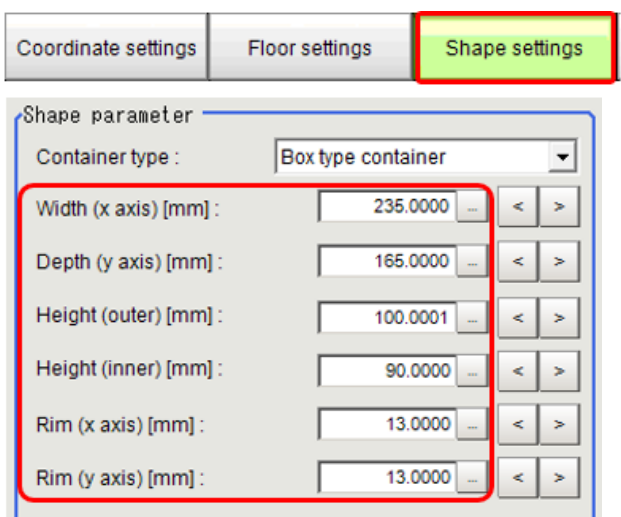 Coordinate settings Floor settings Shape settings
Shape parameter
Container type : Box type container
Width (x axis) [mm] : 235.0000 ... < >
Depth (y axis) [mm] : 165.0000 ... < >
Height (outer) [mm] : 100.0001 ... < >
Height (inner) [mm] : 90.0000 ... < >
Rim (x axis) [mm] : 13.0000 ... < >
Rim (y axis) [mm] : 13.0000 ... < >